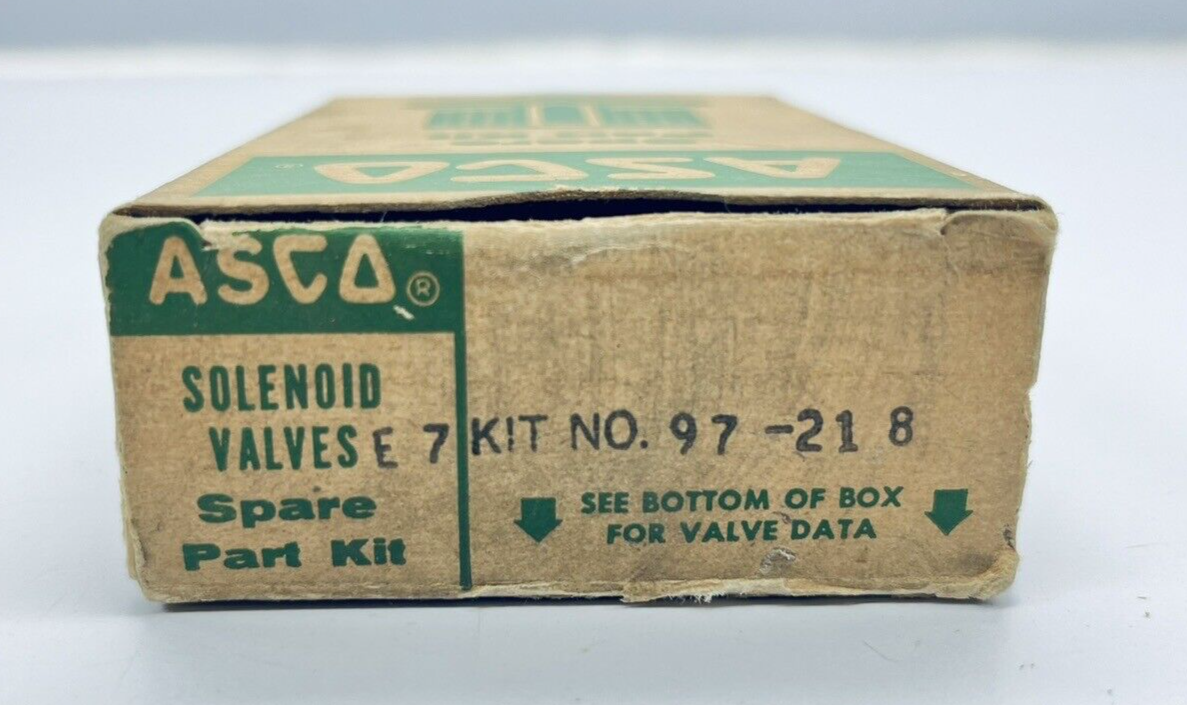 ASCO ®
ASCO®
SOLENOID
VALVES E 7 KIT NO. 97 -21 8
Spare
Part Kit
SEE BOTTOM OF BOX
FOR VALVE DATA